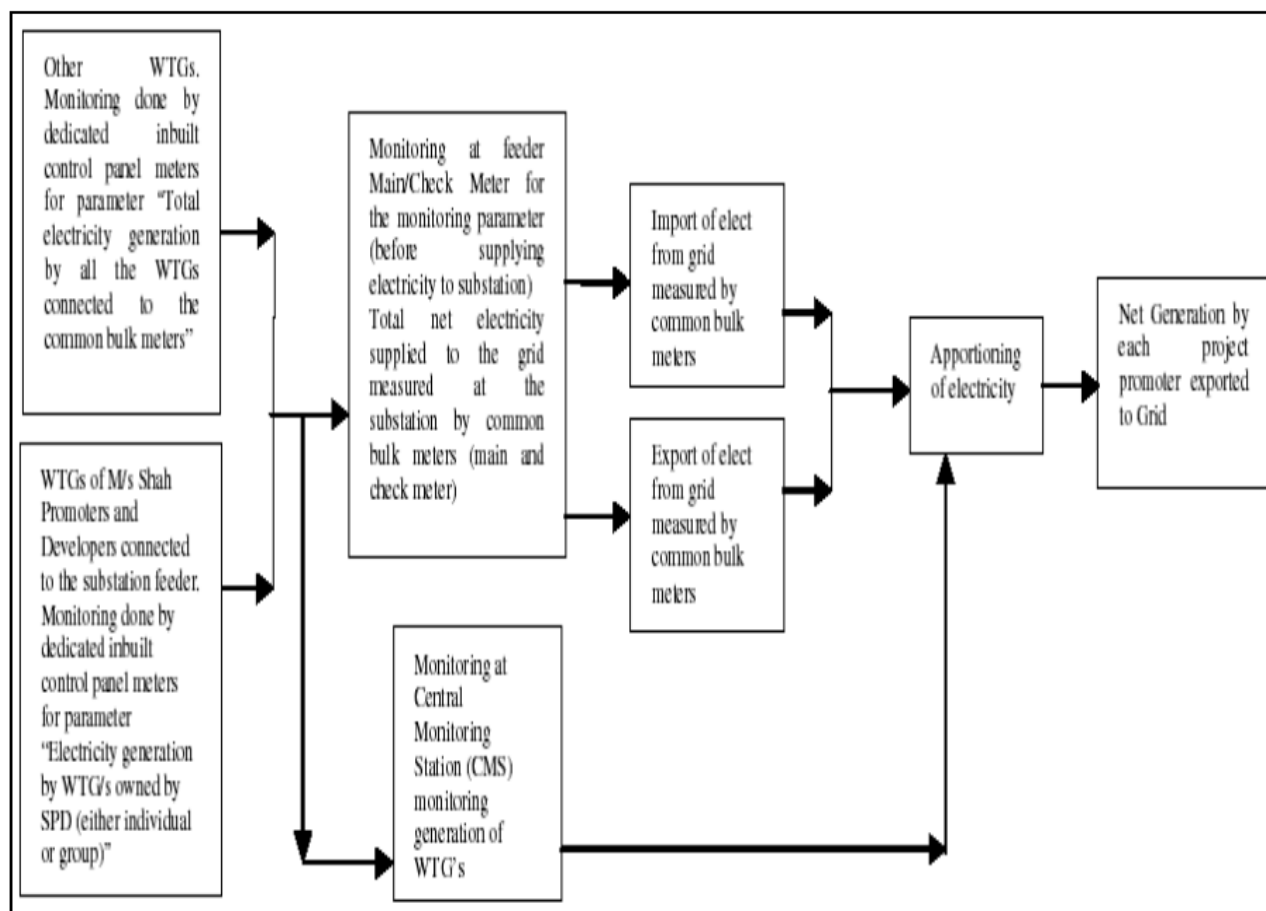 Other WTGs.
Monitoring done by
dedicated inbuilt
control panel meters
for parameter “Total
electricity generation
by all the WTGs
connected to the
common bulk meters”
WTGs of M/s Shah
Promoters and
Developers connected
to the substation feeder.
Monitoring done by
dedicated inbuilt
control panel meters
for parameter
“Electricity generation
by WTG/s owned by
SPD (either individual
or group)”
Monitoring at feeder
Main/Check Meter for
the monitoring parameter
(before supplying
electricity to substation)
Total net electricity
supplied to the grid
measured at the
substation by common
bulk meters (main and
check meter)
Monitoring at
Central
Monitoring
Station (CMS)
monitoring
generation of
WTG's
Import of elect
from grid
measured by
common bulk
meters
Export of elect
from grid
measured by
common bulk
meters
Apportioning
of electricity
Net Generation by
each project
promoter exported
to Grid